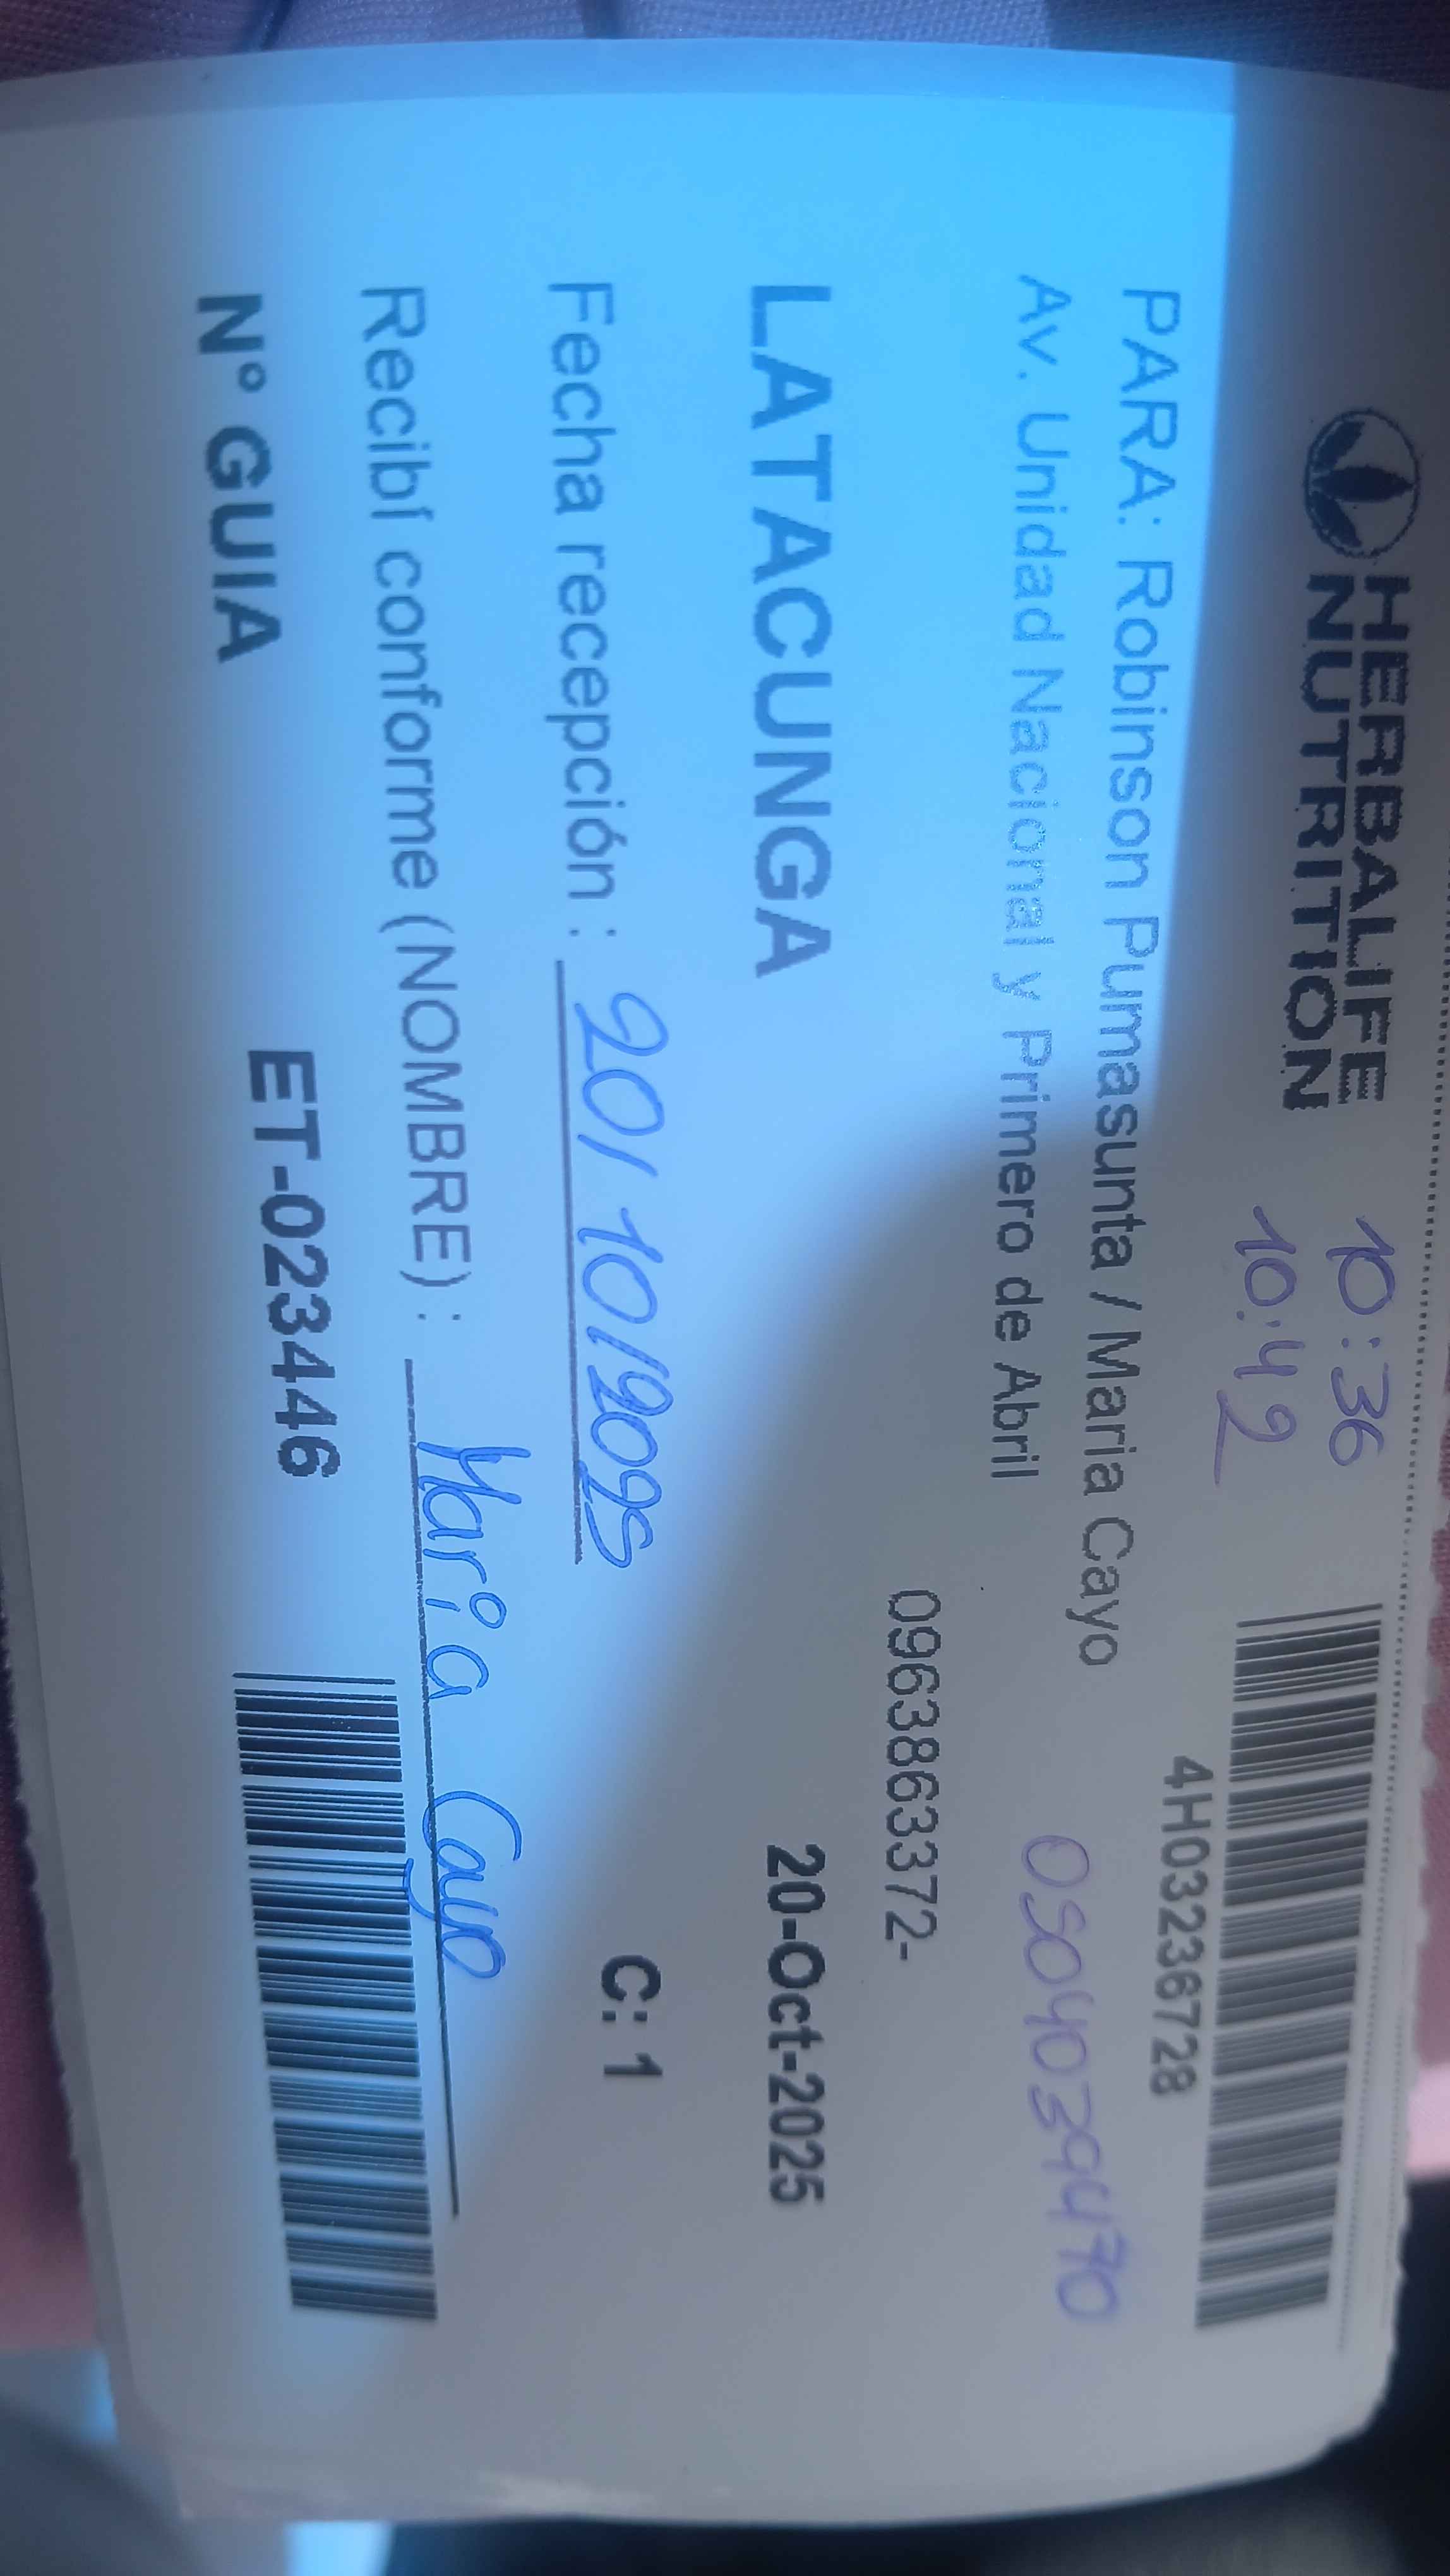 HERBALIFE
NUTRITION
10:36
10:42
4H03236728
PARA: Robinson Pumasunta / Maria Cayo
Av. Unidad Nacional y Primero de Abril
0504039470
0963863372-
LATACUNGA
20-Oct-2025
Fecha recepción : 20/10/2025
C: 1
Recibí conforme (NOMBRE) : Maria Cayo
N° GUIA ET-023446